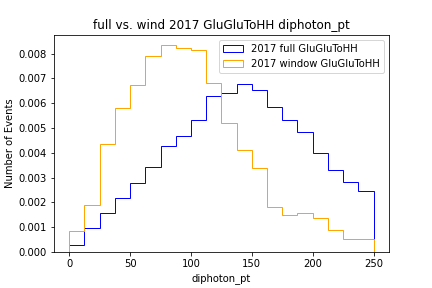 full vs. wind 2017 GluGluToHH diphoton_pt
2017 full GluGluToHH
2017 window GluGluToHH
Number of Events
0.008
0.007
0.006
0.005
0.004
0.003
0.002
0.001
0.000
0 50 100 150 200 250
diphoton_pt